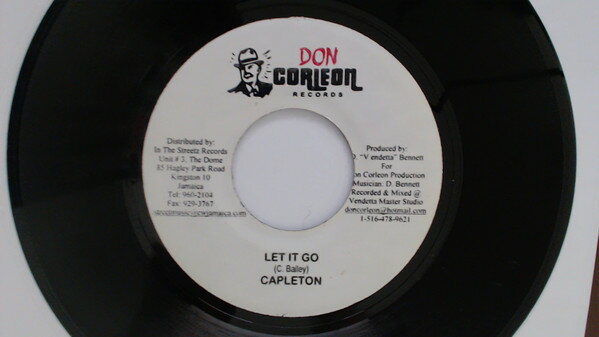 DON
CORLEON
RECORDS
Distributed by:
In The Streetz Records
Unit # 3, The Dome
85 Hagley Park Road
Kingston 10
Jamaica
Tel: 960-2104
Fax: 929-3767
Produced by:
D. "Vendetta" Bennett
For
on Corleon Production
Musician: D. Bennett
Recorded & Mixed @
Vendetta Master Studio
doncorleon@hotmail.com
1-516-478-9621
LET IT GO
(C. Bailey)
CAPLETON